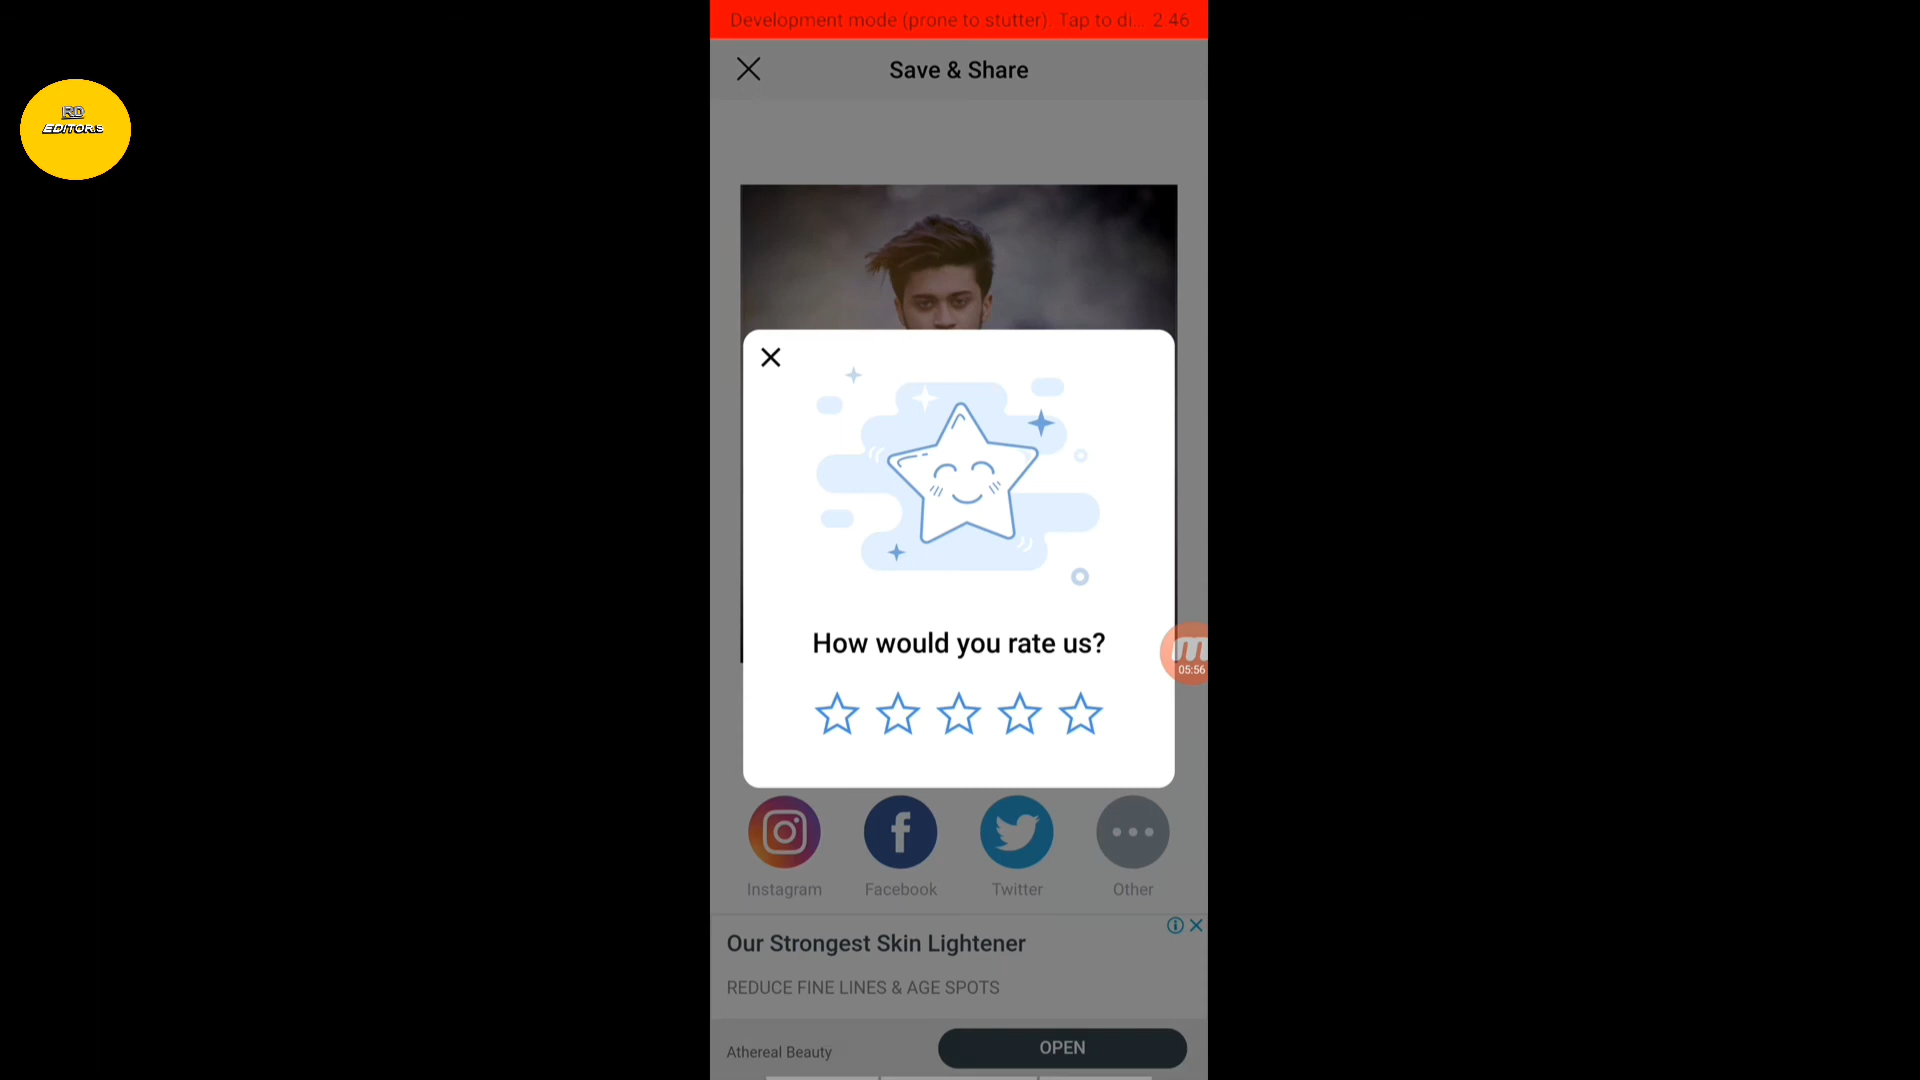 Development mode (prone to stutter). Tap to di... 2 46
Save & Share
RD
EDITOR.S
How would you rate us?
m
05:56
Instagram
Facebook
Twitter
Other
Our Strongest Skin Lightener
REDUCE FINE LINES & AGE SPOTS
Athereal Beauty
OPEN